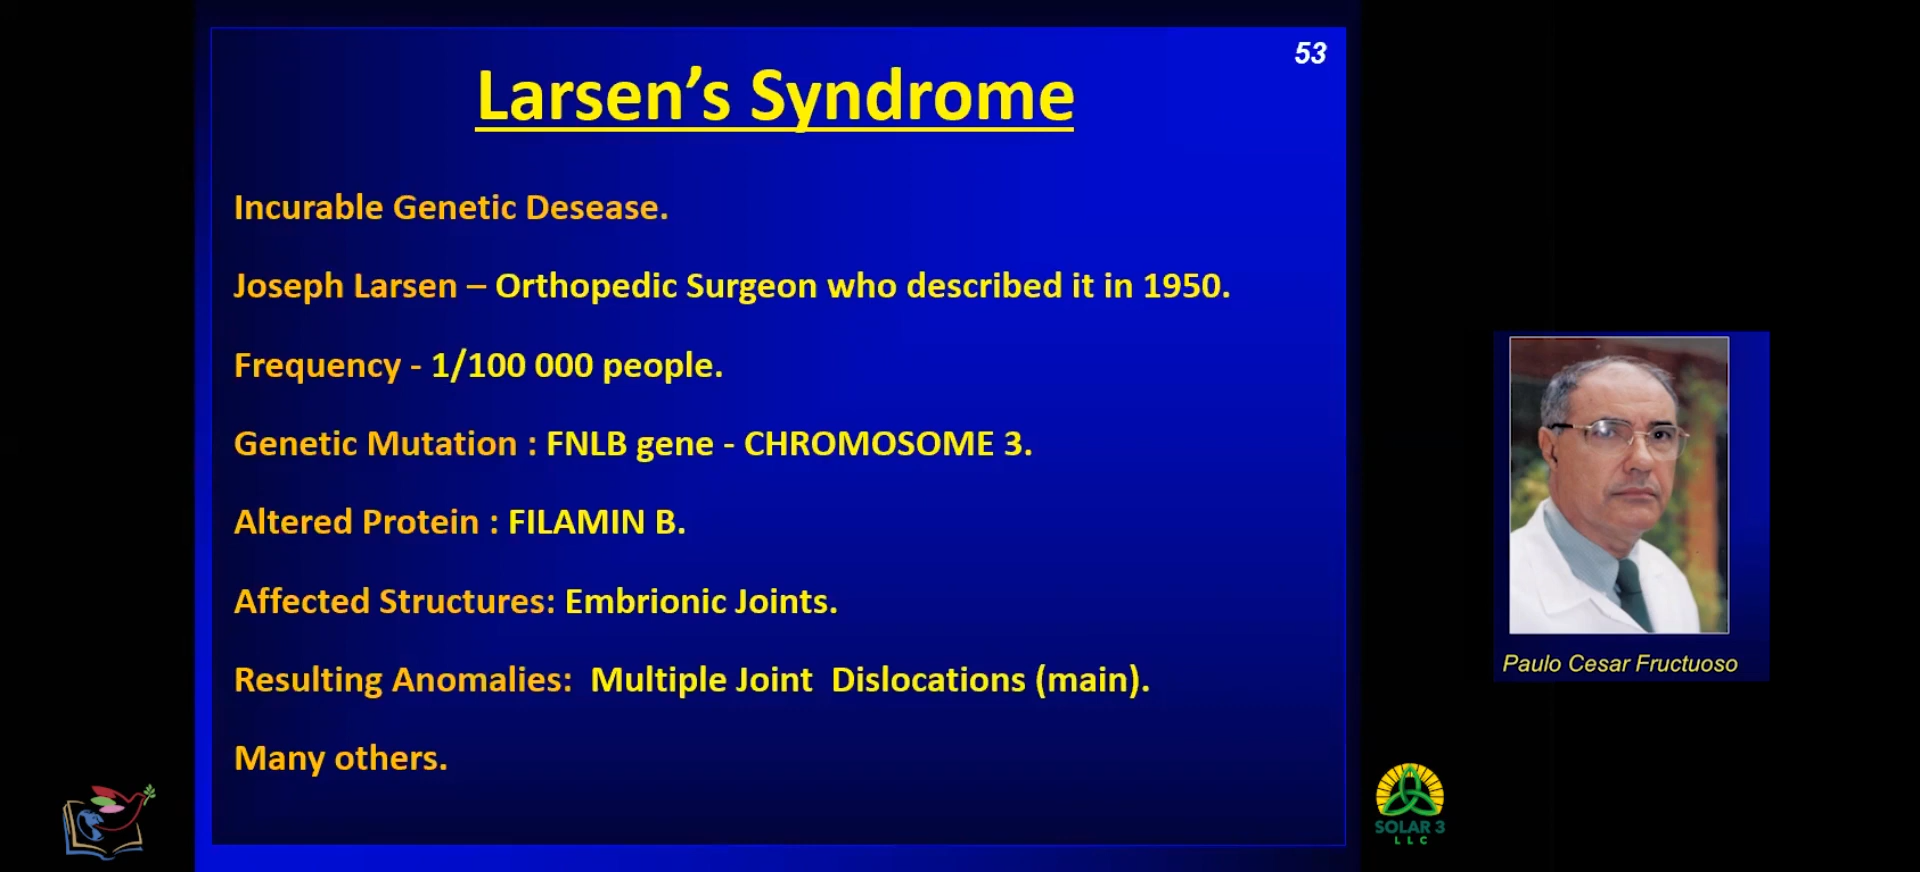 53
Larsen's Syndrome
Incurable Genetic Desease.
Joseph Larsen – Orthopedic Surgeon who described it in 1950.
Frequency - 1/100 000 people.
Genetic Mutation : FNLB gene - CHROMOSOME 3.
Altered Protein : FILAMIN B.
Affected Structures: Embrionic Joints.
Resulting Anomalies:  Multiple Joint  Dislocations (main).
Many others.
Paulo Cesar Fructuoso
SOLAR 3
LLC